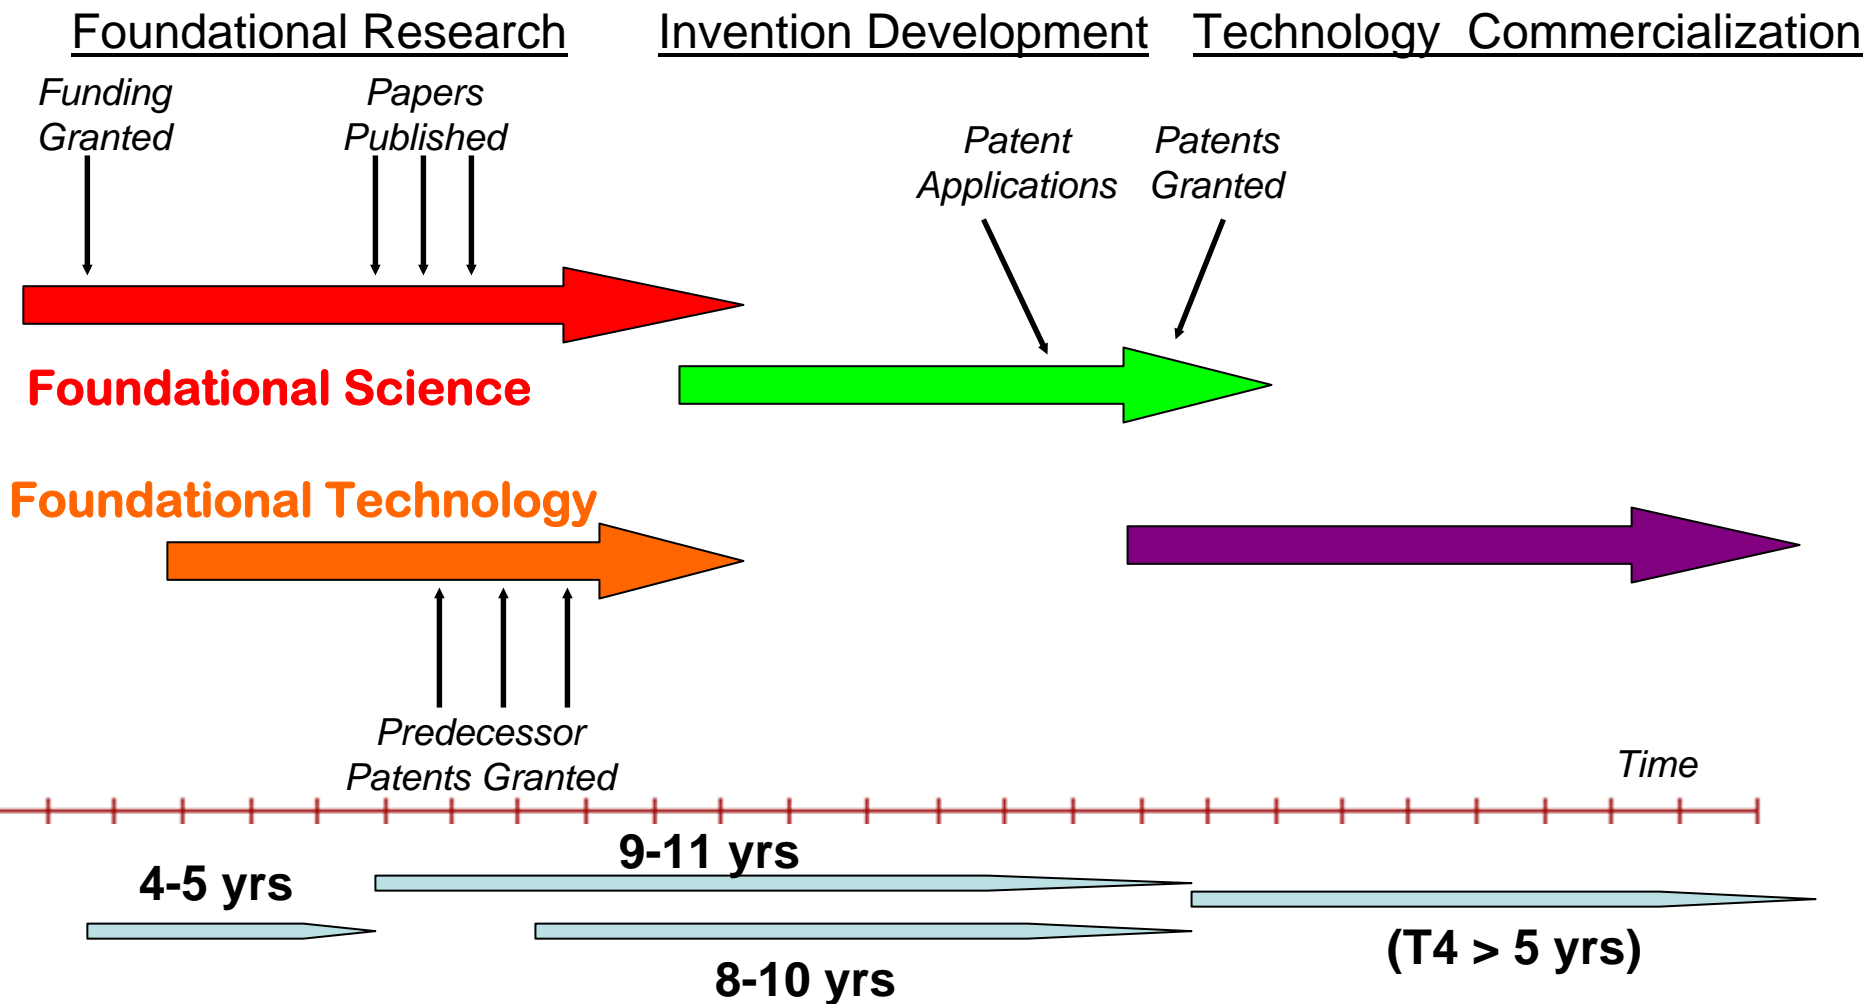 Foundational Research
Invention Development
Technology Commercialization
Funding
Granted
Papers
Published
Patent
Applications
Patents
Granted
Foundational Science
Foundational Technology
Predecessor
Patents Granted
Time
9-11 yrs
4-5 yrs
(T4 > 5 yrs)
8-10 yrs